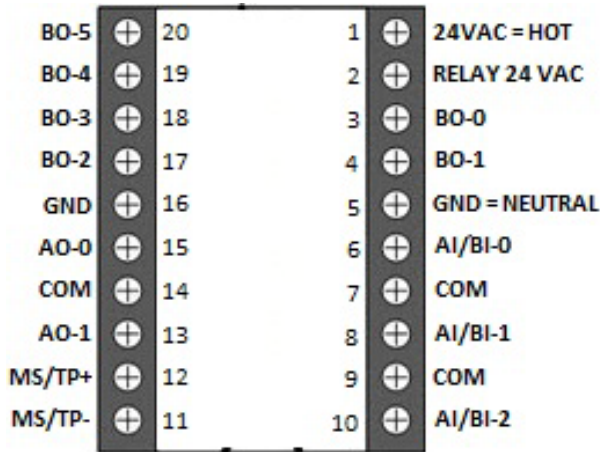 BO-5 20 1 24VAC = HOT
BO-4 19 2 RELAY 24 VAC
BO-3 18 3 BO-0
BO-2 17 4 BO-1
GND 16 5 GND = NEUTRAL
AO-0 15 6 AI/BI-0
COM 14 7 COM
AO-1 13 8 AI/BI-1
MS/TP+ 12 9 COM
MS/TP- 11 10 AI/BI-2